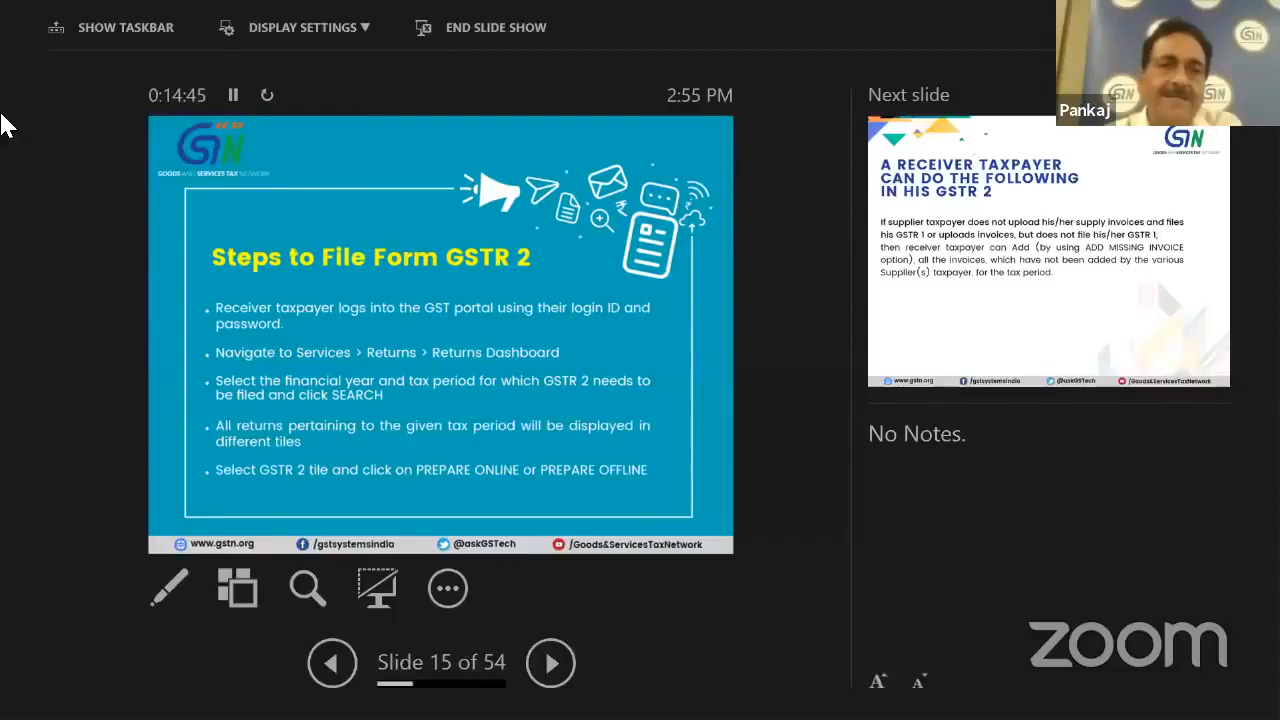 SHOW TASKBAR
DISPLAY SETTINGS ▼
END SLIDE SHOW
0:14:45
2:55 PM
Next slide
Pankaj
GSTN
GOODS AND SERVICES TAX NETWORK
Steps to File Form GSTR 2
• Receiver taxpayer logs into the GST portal using their login ID and
password.
• Navigate to Services > Returns > Returns Dashboard
• Select the financial year and tax period for which GSTR 2 needs to
be filed and click SEARCH
• All returns pertaining to the given tax period will be displayed in
different tiles
• Select GSTR 2 tile and click on PREPARE ONLINE or PREPARE OFFLINE
www.gstn.org
/gstsystemsindia
@askGSTech
/Goods&ServicesTaxNetwork
GSTN
A RECEIVER TAXPAYER
CAN DO THE FOLLOWING
IN HIS GSTR 2
If supplier taxpayer does not upload his/her supply invoices and files
his GSTR 1 or uploads invoices, but does not file his/her GSTR 1,
then receiver taxpayer can Add (by using ADD MISSING INVOICE
option), all the invoices, which have not been added by the various
Supplier(s) taxpayer, for the tax period.
www.gstn.org
/gstsystemsindia
@askGSTech
/Goods&ServicesTaxNetwork
No Notes.
Slide 15 of 54
A A
zoom